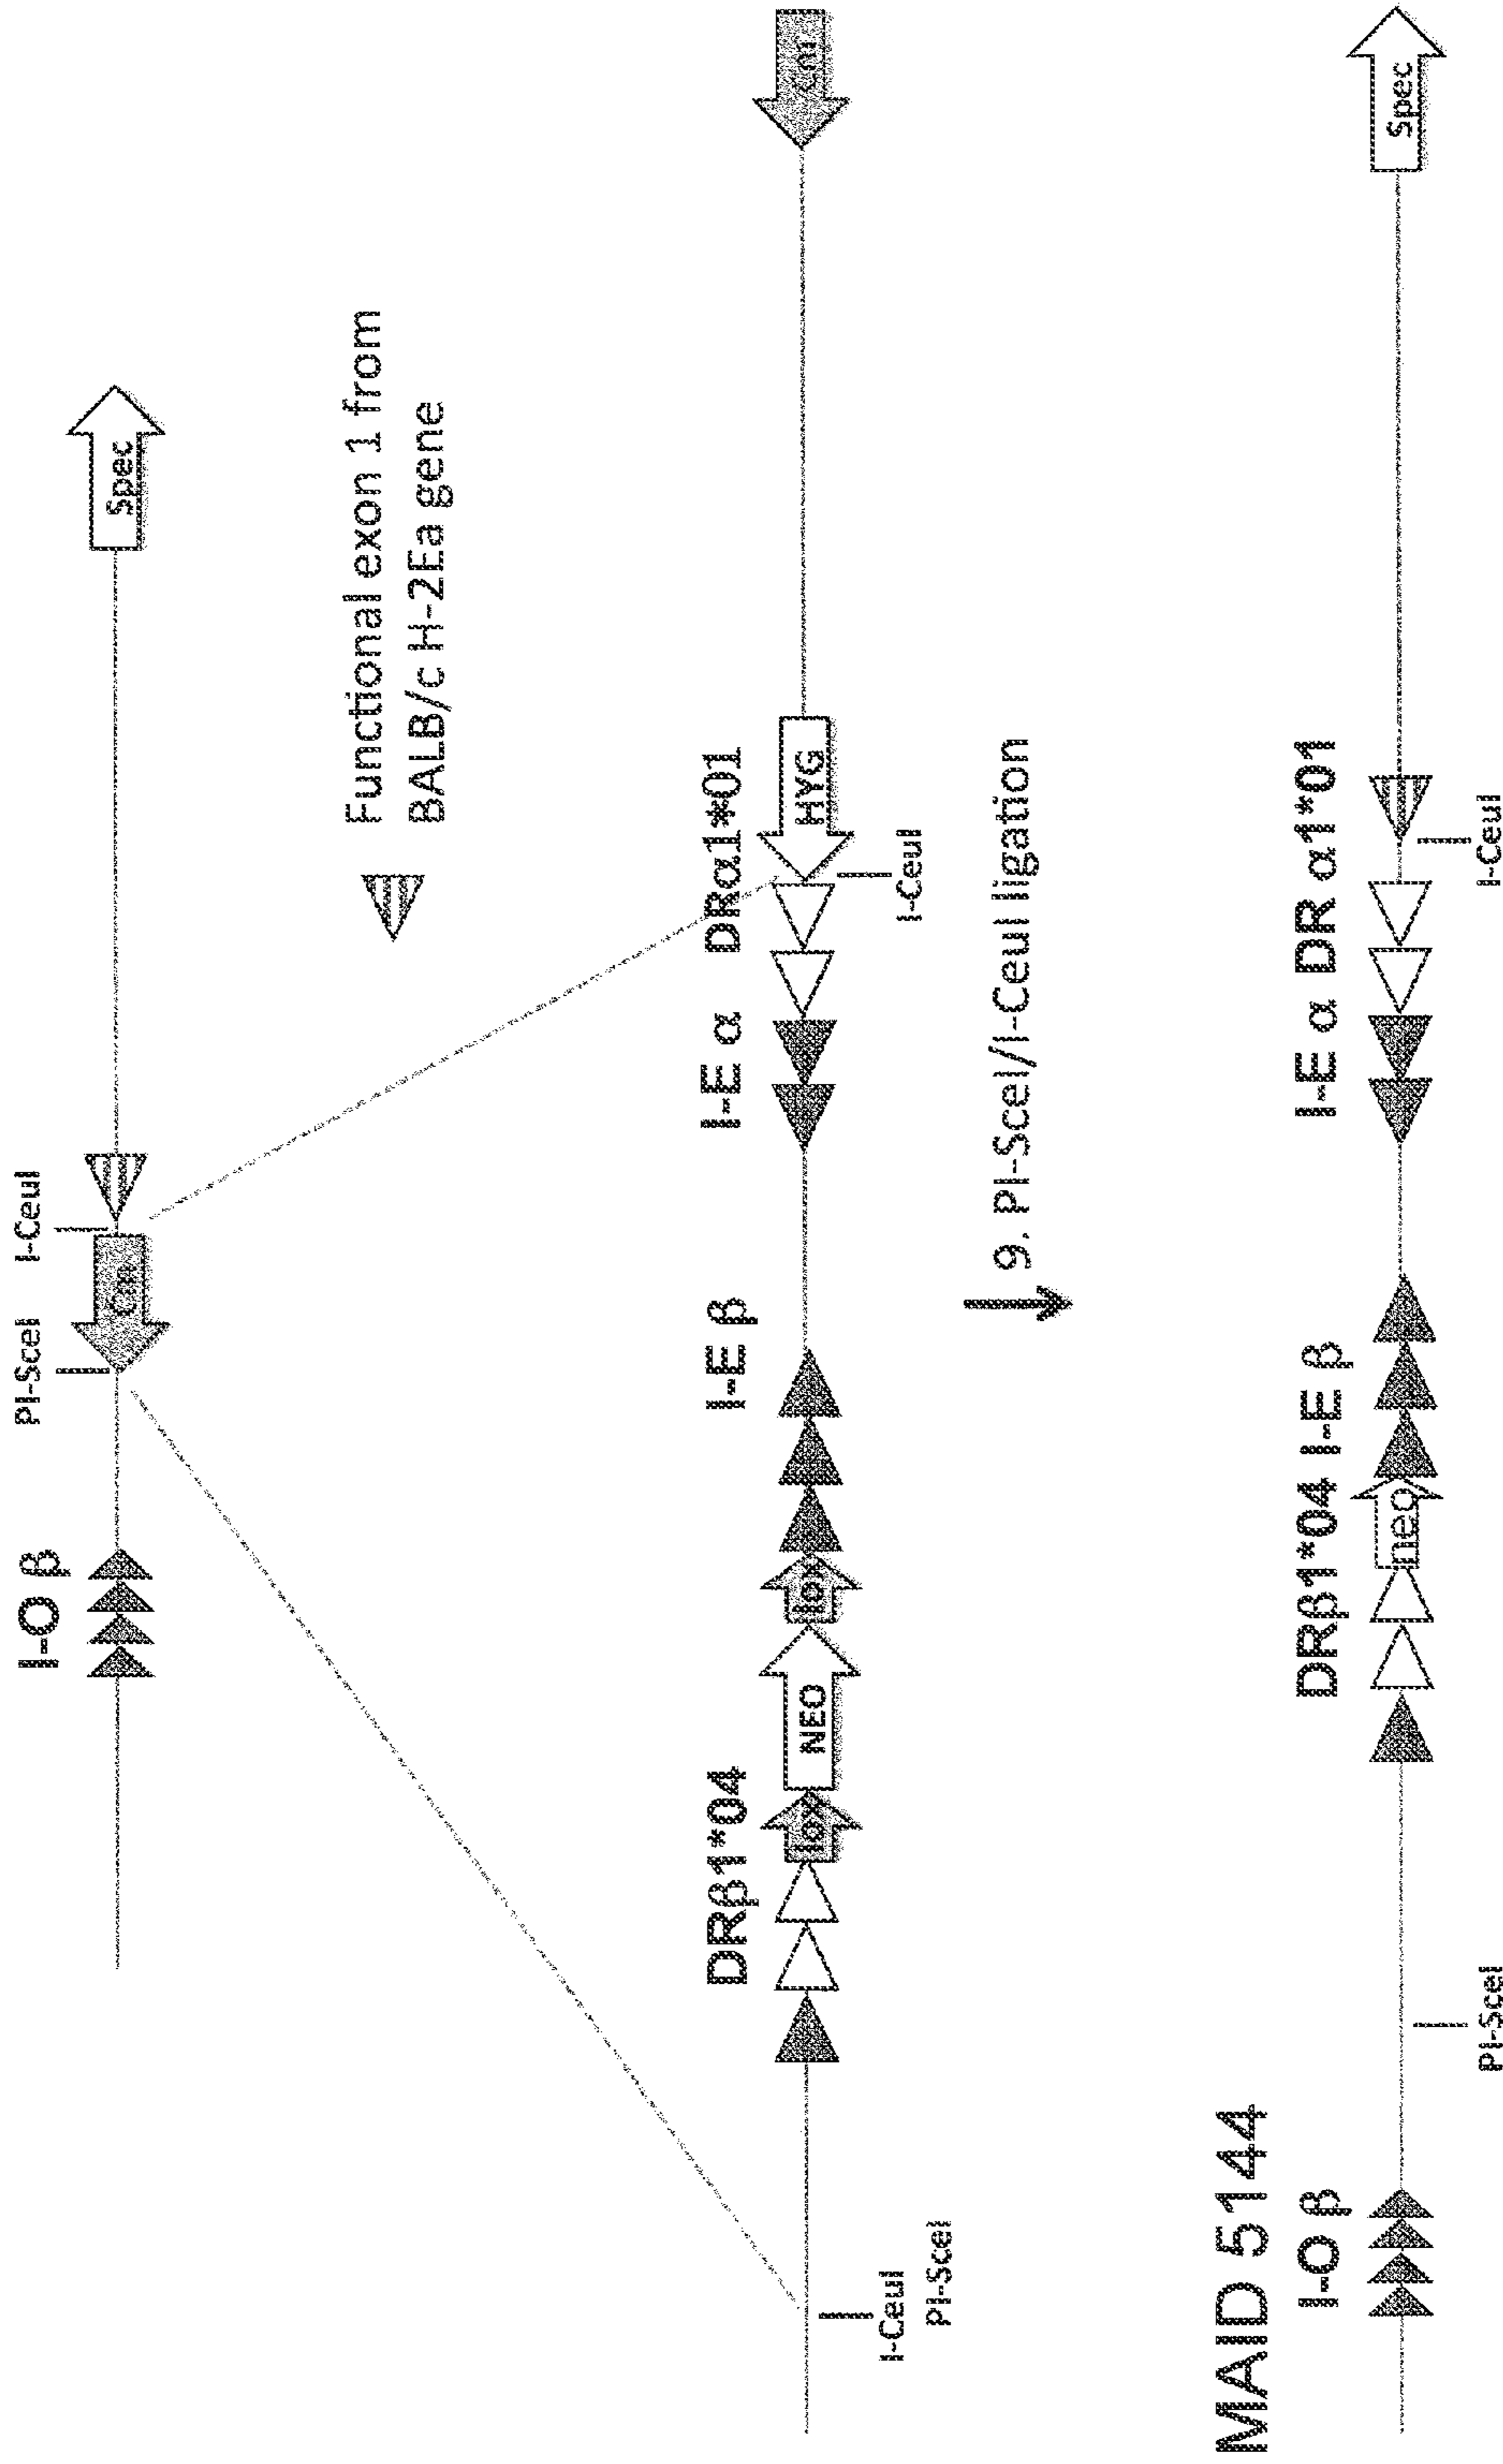 I-O β
PI-SceI I-CeuI
Cm
Spec
Functional exon 1 from
BALB/c H-2Ea gene
DRβ1*04
I-E β
I-E α DRα1*01
lox
NEO
lox
HYG
Cm
I-CeuI
PI-SceI
I-CeuI
9. PI-SceI/I-CeuI ligation
MAID 5144
I-O β
DRβ1*04 I-E β
I-E α DR α1*01
neo
Spec
PI-SceI
I-CeuI